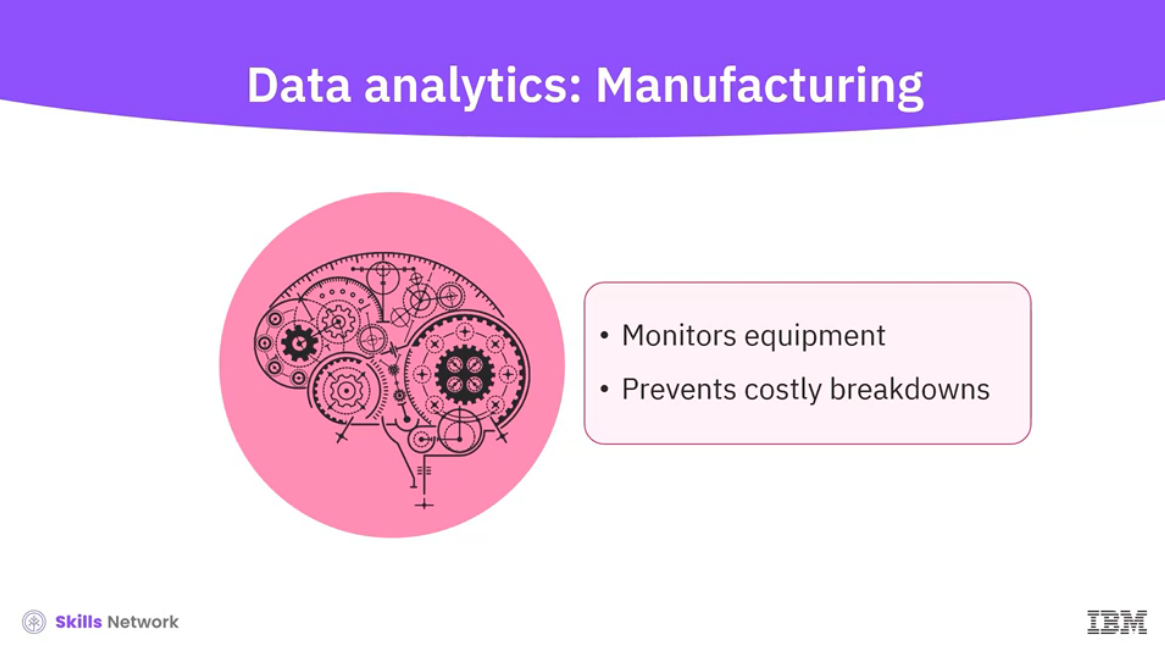 Data analytics: Manufacturing
• Monitors equipment
• Prevents costly breakdowns
Skills Network
IBM